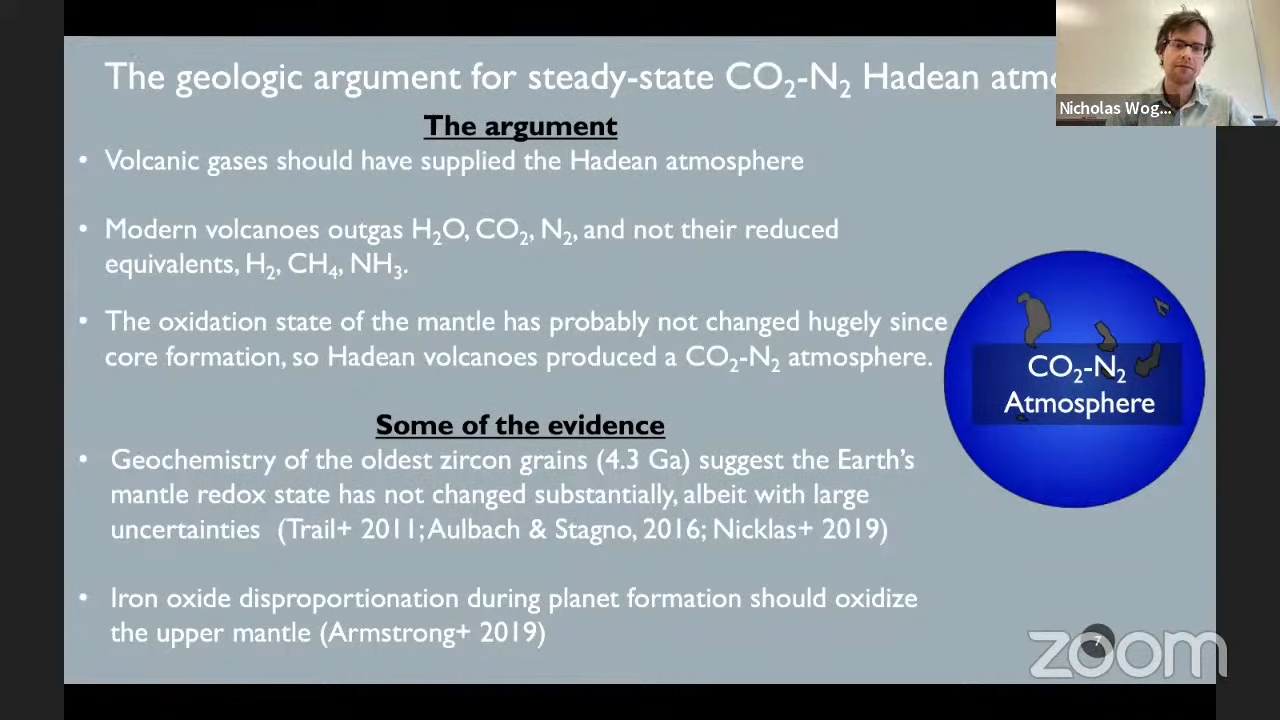 The geologic argument for steady-state CO₂-N₂ Hadean atmo
Nicholas Wog...
The argument
• Volcanic gases should have supplied the Hadean atmosphere
• Modern volcanoes outgas H₂O, CO₂, N₂, and not their reduced
equivalents, H₂, CH₄, NH₃.
• The oxidation state of the mantle has probably not changed hugely since
core formation, so Hadean volcanoes produced a CO₂-N₂ atmosphere.
CO₂-N₂
Atmosphere
Some of the evidence
• Geochemistry of the oldest zircon grains (4.3 Ga) suggest the Earth's
mantle redox state has not changed substantially, albeit with large
uncertainties (Trail+ 2011; Aulbach & Stagno, 2016; Nicklas+ 2019)
• Iron oxide disproportionation during planet formation should oxidize
the upper mantle (Armstrong+ 2019)
7
zoom